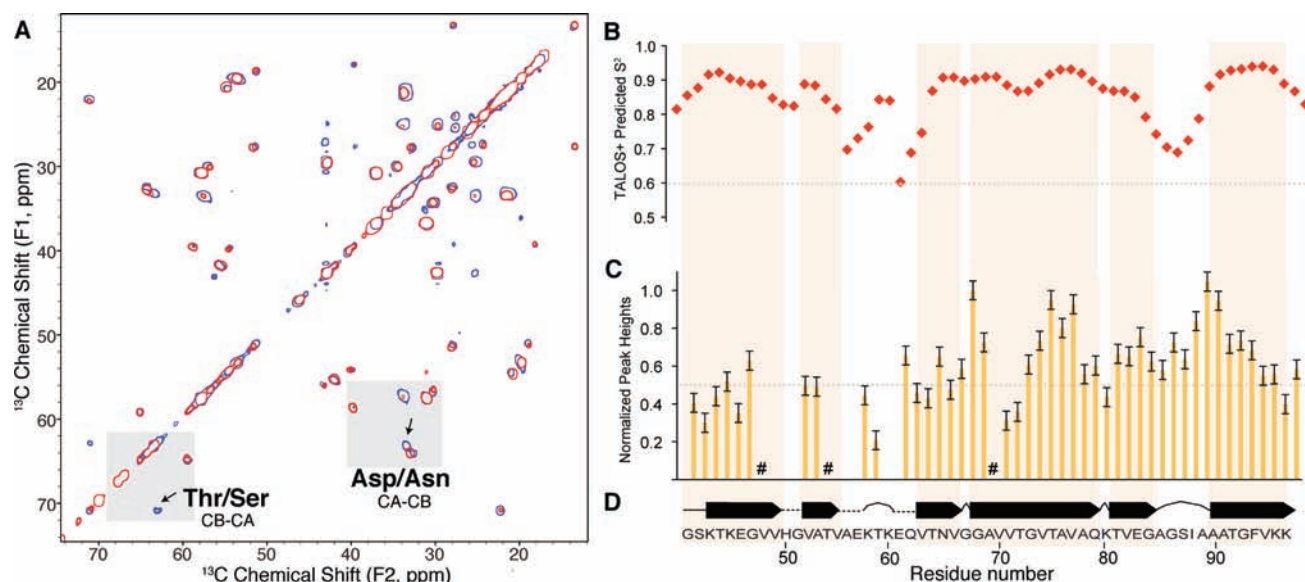 A
20
30
40
50
60
70
13C Chemical Shift (F1, ppm)
Thr/Ser
CB-CA
Asp/Asn
CA-CB
70 60 50 40 30 20
13C Chemical Shift (F2, ppm)
B
1.0
0.9
0.8
0.7
0.6
0.5
TALOS+ Predicted S2
C
1.0
0.8
0.6
0.4
0.2
Normalized Peak Heights
# # #
D
GSKTKEGVVHGVATVAEKTKEQVTNVGGAVVTGVTAVAQKTVEGAGSIAAATGFVKK
50 60 70 80 90
Residue number